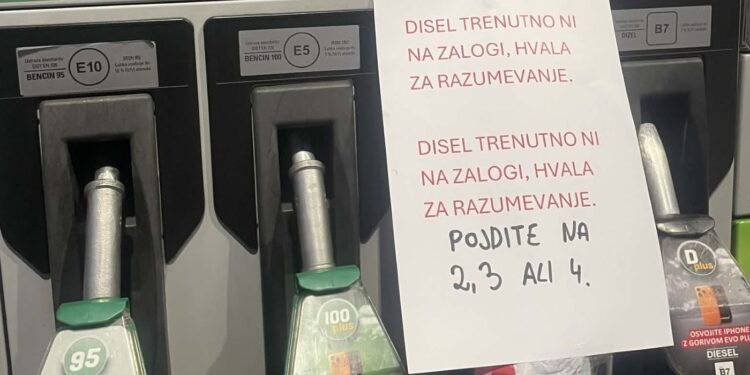 E10
BENCIN 95
E5
BENCIN 100
DISEL TRENUTNO NI
NA ZALOGI, HVALA
ZA RAZUMEVANJE.
DISEL TRENUTNO NI
NA ZALOGI, HVALA
ZA RAZUMEVANJE.
POJDITE NA
2,3 ALI 4.
DIZEL
B7
95
100
plus
D
plus
OSVOJITE IPHONE
Z GORIVOM EVO PLU
DIESEL
B7